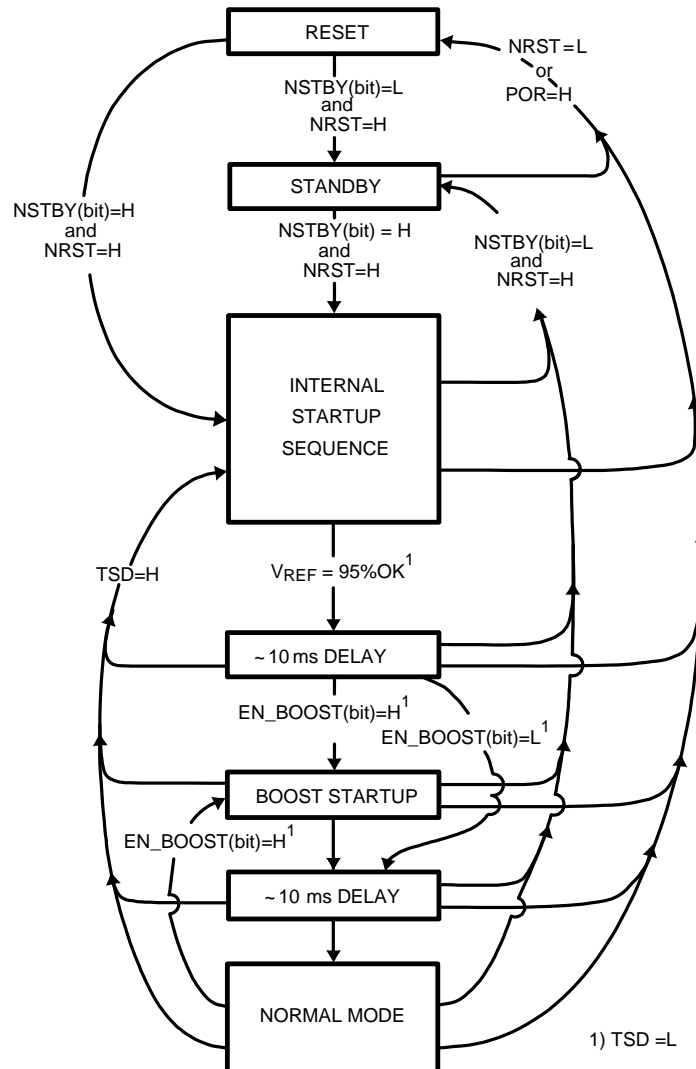 RESET
NRST=L
or
POR=H
NSTBY(bit)=L
and
NRST=H
STANDBY
NSTBY(bit)=H
and
NRST=H
NSTBY(bit) = H
and
NRST=H
NSTBY(bit)=L
and
NRST=H
INTERNAL
STARTUP
SEQUENCE
TSD=H
VREF = 95%OK1
~10 ms DELAY
EN_BOOST(bit)=H1
EN_BOOST(bit)=L1
BOOST STARTUP
EN_BOOST(bit)=H1
~10 ms DELAY
NORMAL MODE
1) TSD =L